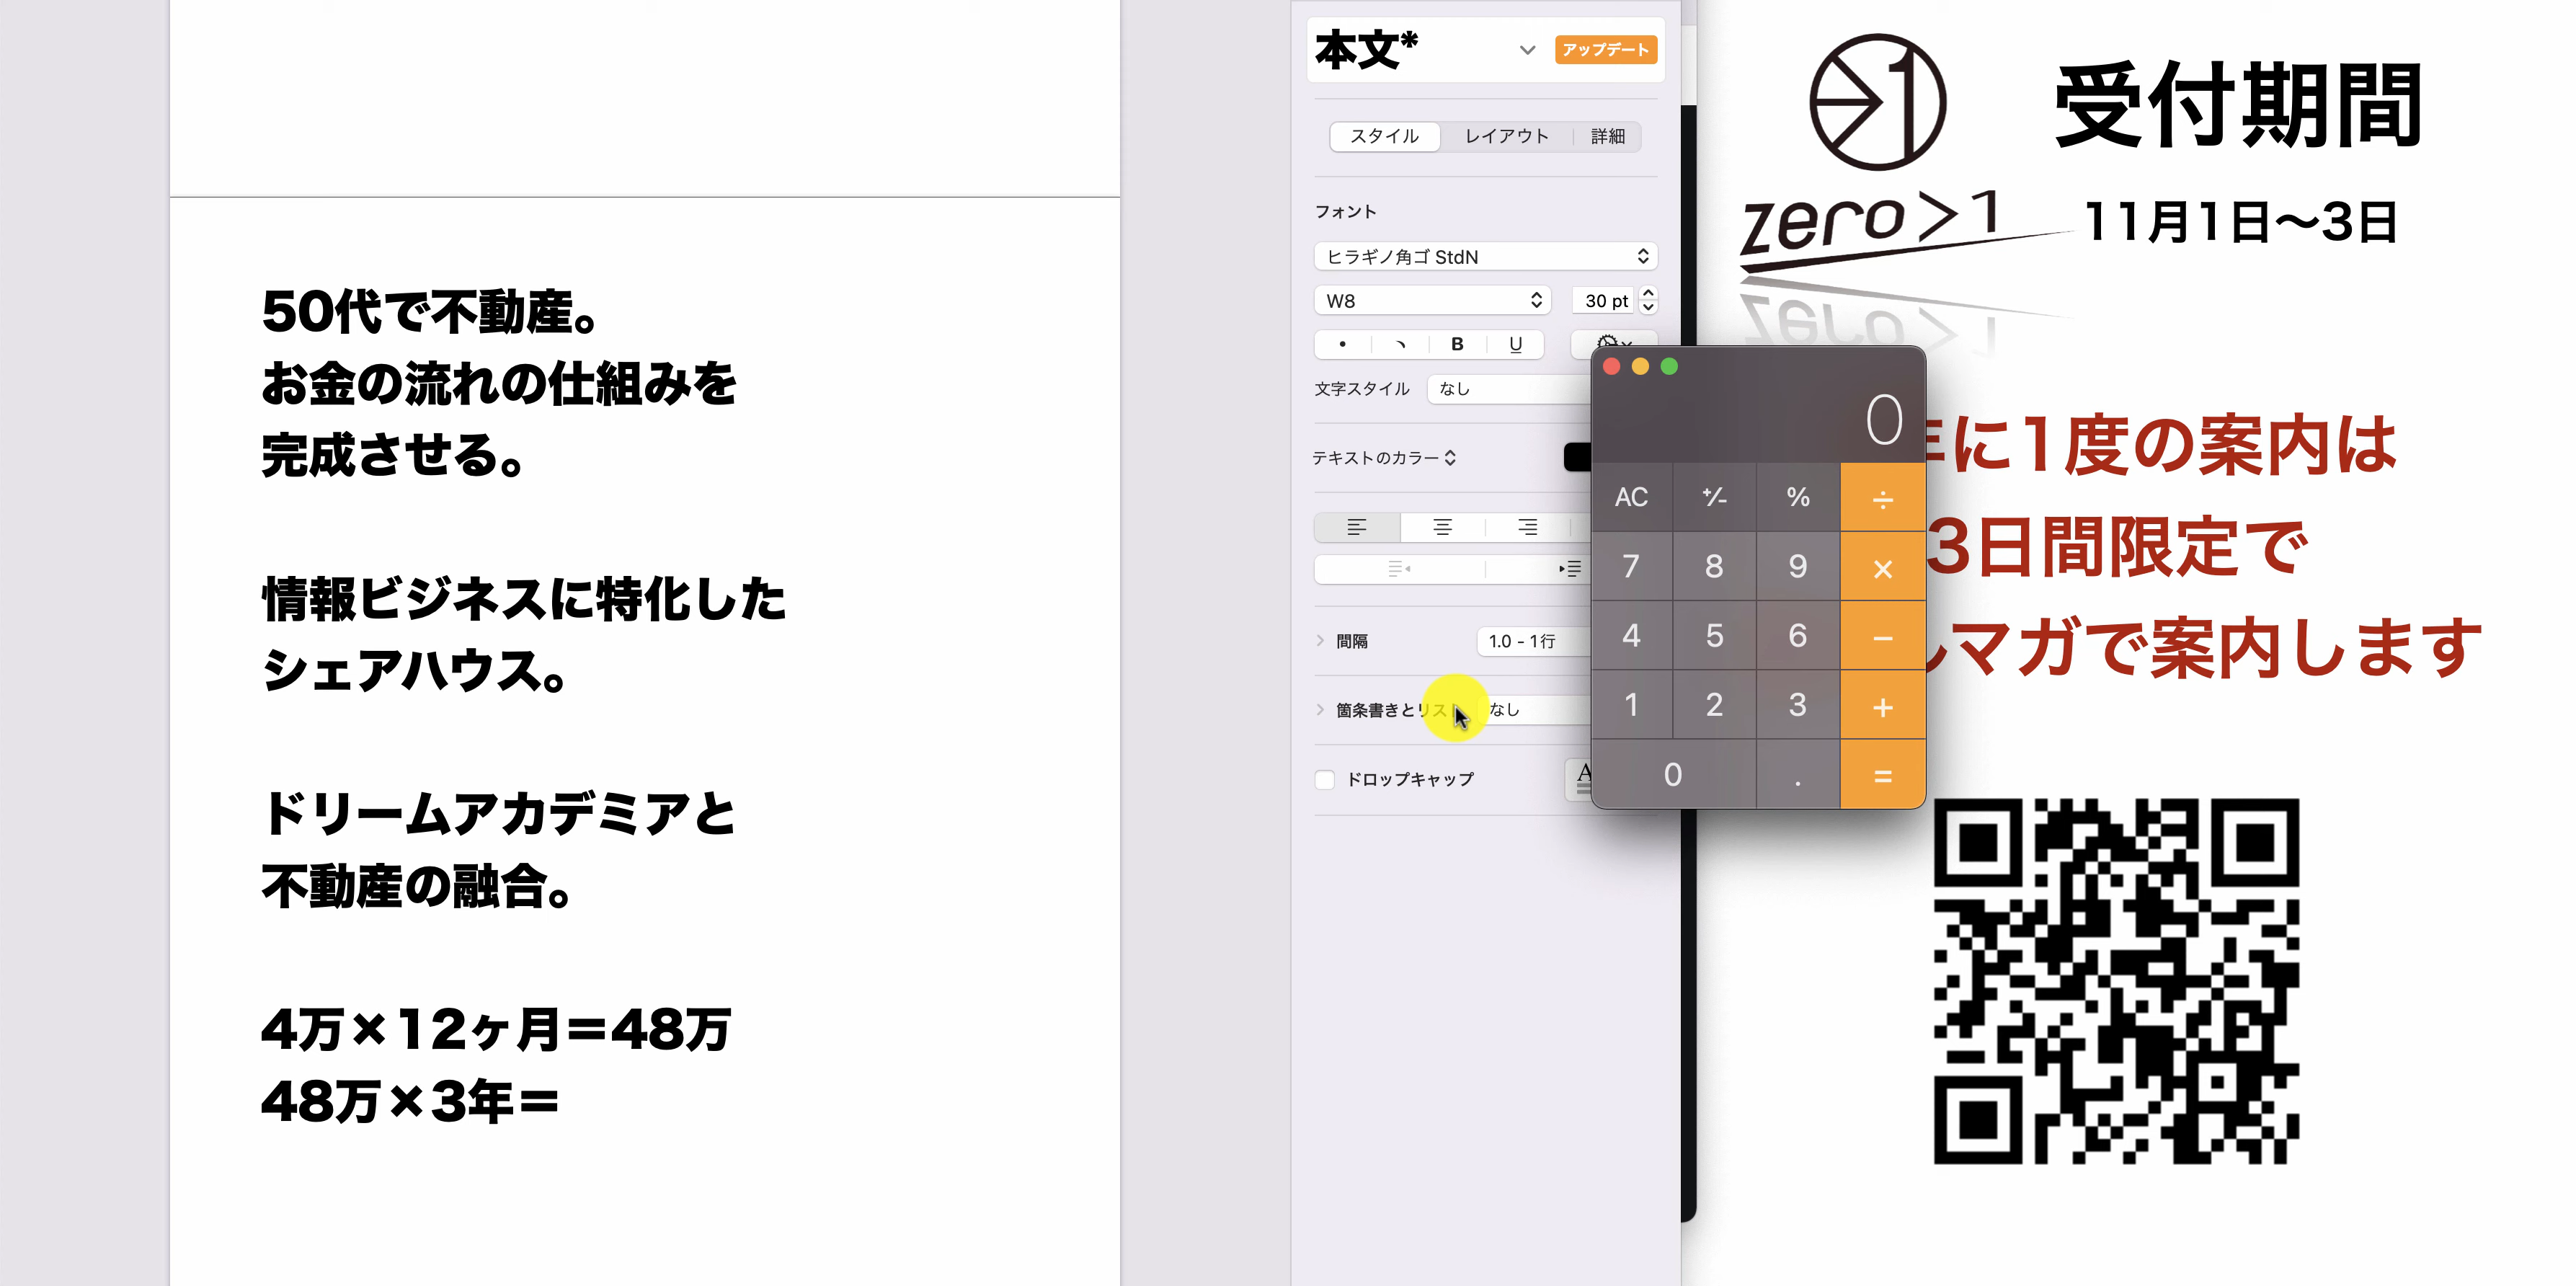 50代で不動産。
お金の流れの仕組みを
完成させる。
情報ビジネスに特化した
シェアハウス。
ドリームアカデミアと
不動産の融合。
4万×12ヶ月＝48万
48万×3年＝
本文*
アップデート
スタイル レイアウト 詳細
フォント
ヒラギノ角ゴ StdN
W8 30 pt
B U
文字スタイル なし
テキストのカラー
間隔 1.0 - 1行
箇条書きとリスト なし
ドロップキャップ
A
0
AC +/- % ÷
7 8 9 ×
4 5 6 −
1 2 3 +
0 . =
1
zero>1
受付期間
11月1日〜3日
に1度の案内は
3日間限定で
マガで案内します